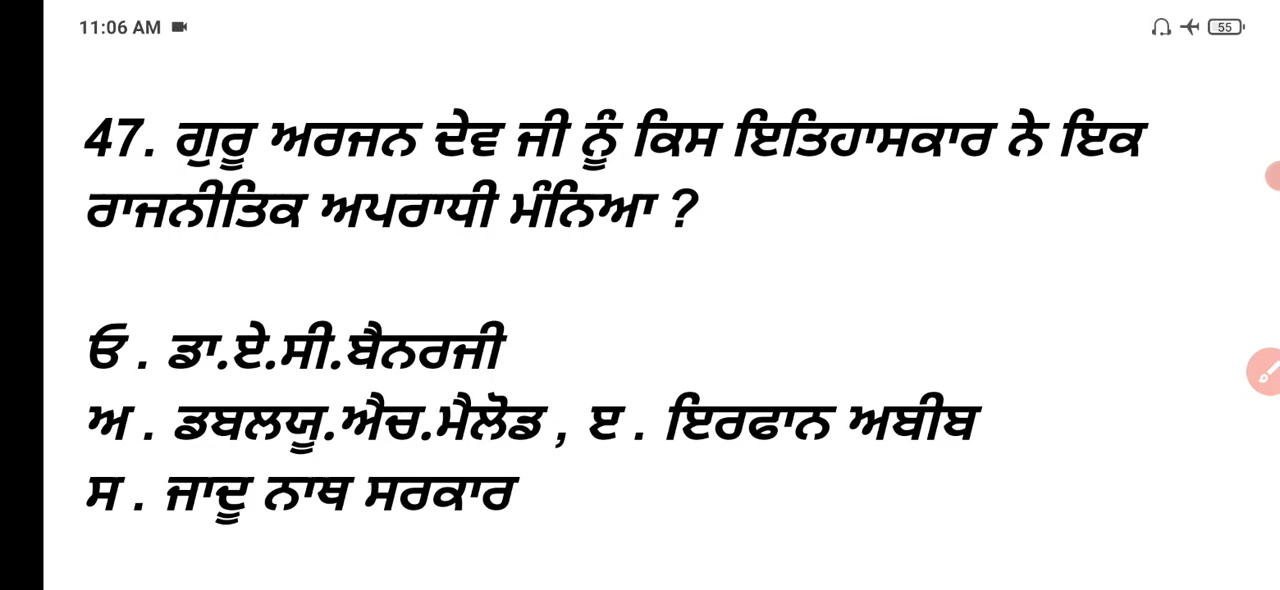 11:06 AM
55
47. ਗੁਰੂ ਅਰਜਨ ਦੇਵ ਜੀ ਨੂੰ ਕਿਸ ਇਤਿਹਾਸਕਾਰ ਨੇ ਇਕ
ਰਾਜਨੀਤਿਕ ਅਪਰਾਧੀ ਮੰਨਿਆ ?
ਓ . ਡਾ.ਏ.ਸੀ.ਬੈਨਰਜੀ
ਅ . ਡਬਲਯੂ.ਐਚ.ਮੈਲੋਡ , ੲ . ਇਰਫਾਨ ਅਬੀਬ
ਸ . ਜਾਦੂ ਨਾਥ ਸਰਕਾਰ